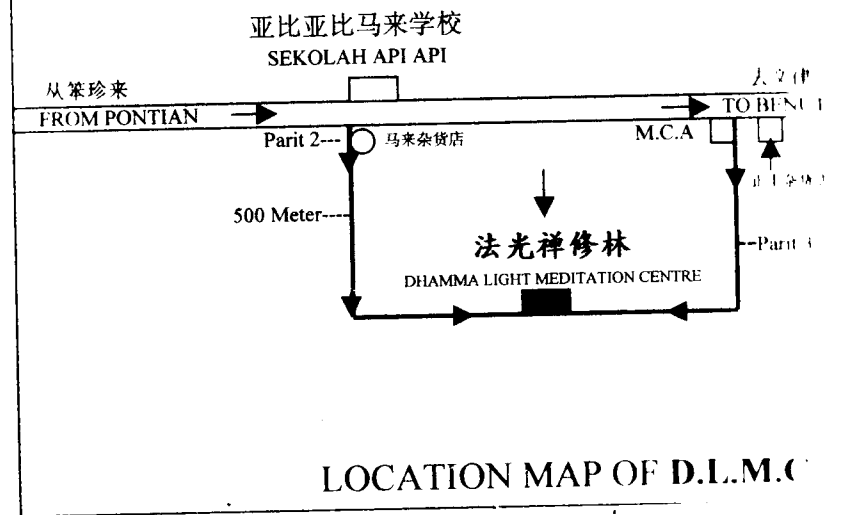 亚比亚比马来学校
SEKOLAH API API
从笨珍来
FROM PONTIAN
TO
M.C.A
Parit 2---
马来杂货店
500 Meter----
--Parit
法光禅修林
DHAMMA LIGHT MEDITATION CENTRE
LOCATION MAP OF D.L.M.